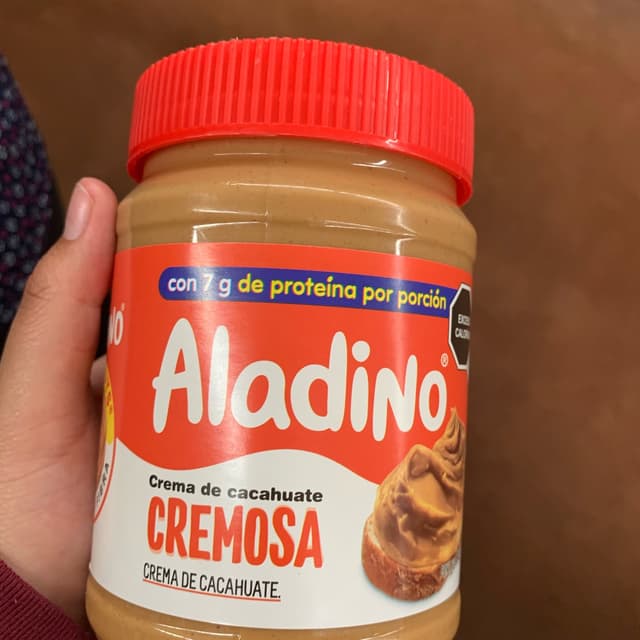 con 7 g de proteína por porción
AladiNO®
Crema de cacahuate
CREMOSA
CREMA DE CACAHUATE.